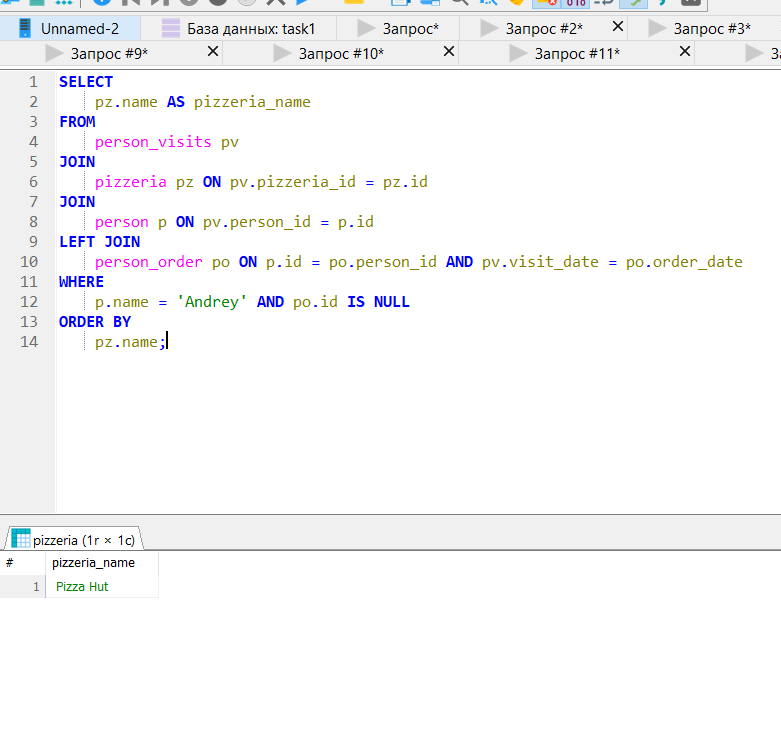 Unnamed-2 База данных: task1 Запрос* Запрос #2* Запрос #3*
Запрос #9* Запрос #10* Запрос #11*
1 SELECT
2 pz.name AS pizzeria_name
3 FROM
4 person_visits pv
5 JOIN
6 pizzeria pz ON pv.pizzeria_id = pz.id
7 JOIN
8 person p ON pv.person_id = p.id
9 LEFT JOIN
10 person_order po ON p.id = po.person_id AND pv.visit_date = po.order_date
11 WHERE
12 p.name = 'Andrey' AND po.id IS NULL
13 ORDER BY
14 pz.name;
pizzeria (1r × 1c)
# pizzeria_name
1 Pizza Hut